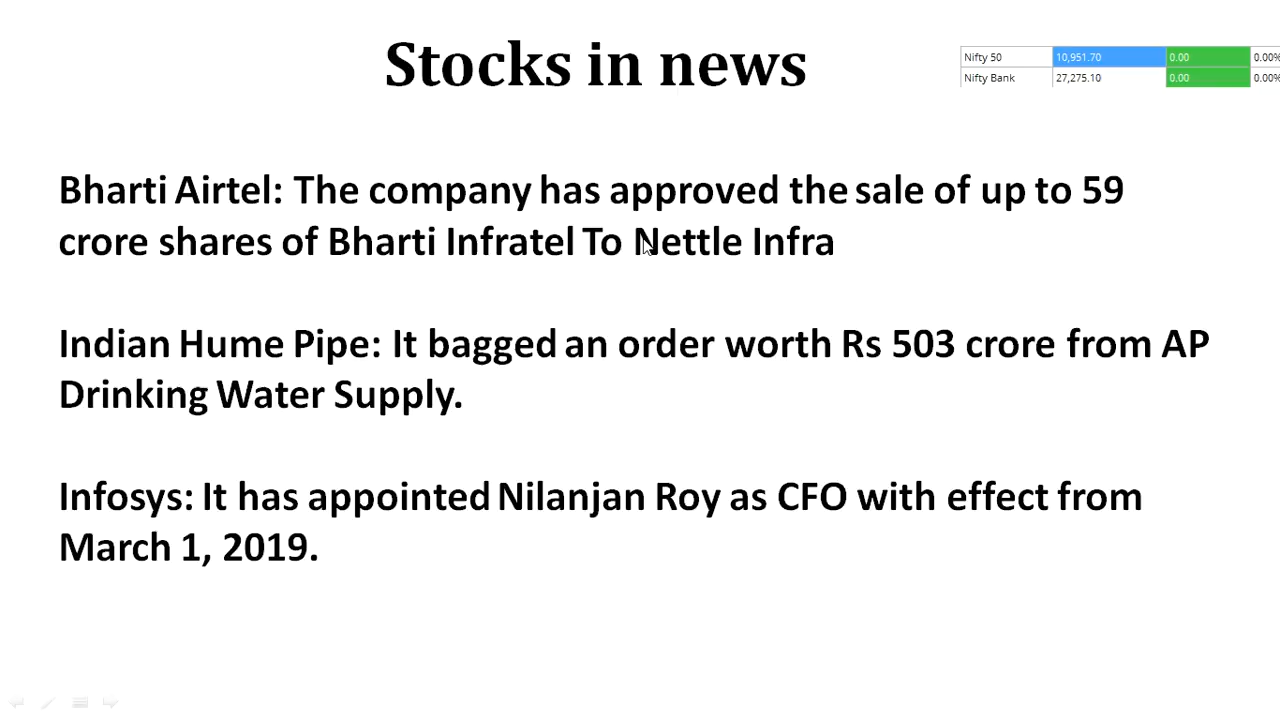 Stocks in news
Nifty 50 10,951.70 0.00 0.00%
Nifty Bank 27,275.10 0.00 0.00%
Bharti Airtel: The company has approved the sale of up to 59
crore shares of Bharti Infratel To Nettle Infra
Indian Hume Pipe: It bagged an order worth Rs 503 crore from AP
Drinking Water Supply.
Infosys: It has appointed Nilanjan Roy as CFO with effect from
March 1, 2019.